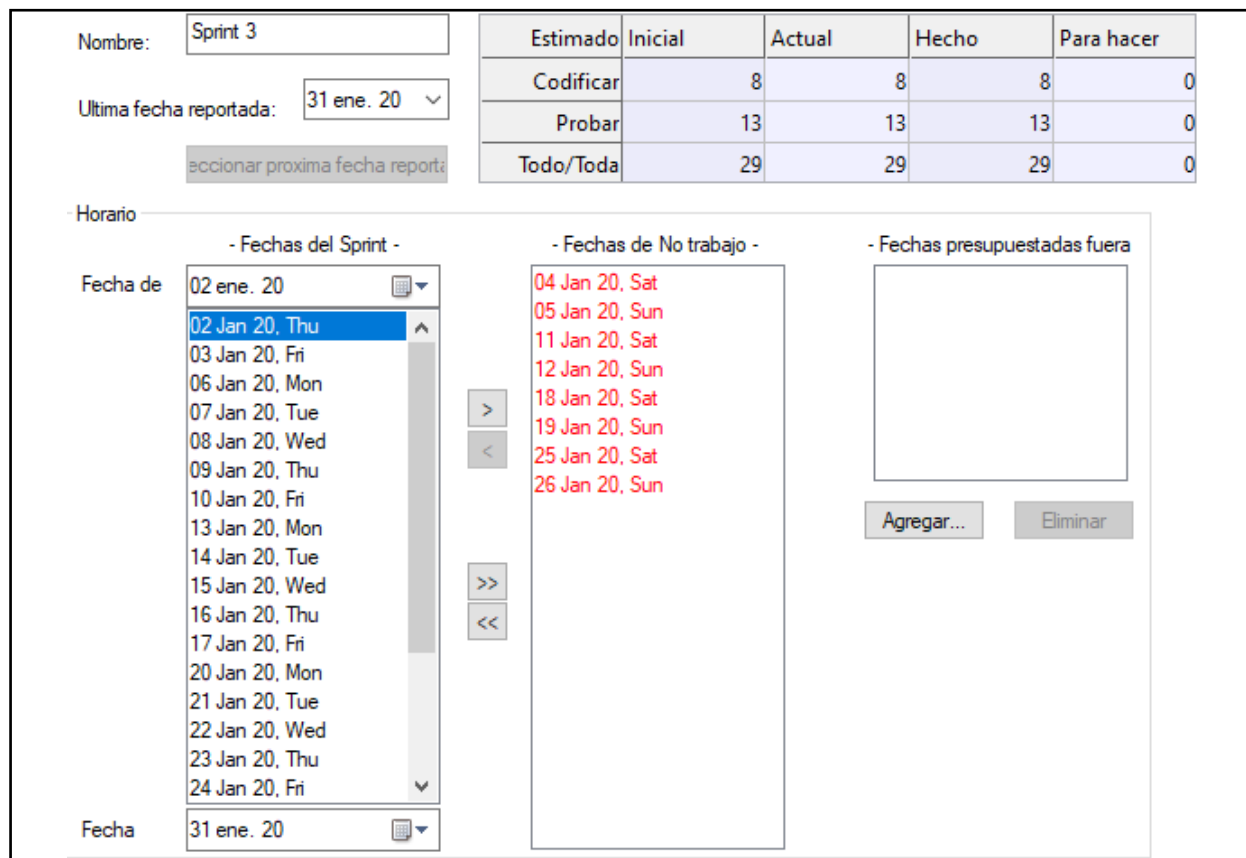 Nombre: Sprint 3
Ultima fecha reportada: 31 ene. 20
eccionar proxima fecha reporta
Estimado Inicial Actual Hecho Para hacer
Codificar 8 8 8 0
Probar 13 13 13 0
Todo/Toda 29 29 29 0
Horario
- Fechas del Sprint -
Fecha de 02 ene. 20
02 Jan 20, Thu
03 Jan 20, Fri
06 Jan 20, Mon
07 Jan 20, Tue
08 Jan 20, Wed
09 Jan 20, Thu
10 Jan 20, Fri
13 Jan 20, Mon
14 Jan 20, Tue
15 Jan 20, Wed
16 Jan 20, Thu
17 Jan 20, Fri
20 Jan 20, Mon
21 Jan 20, Tue
22 Jan 20, Wed
23 Jan 20, Thu
24 Jan 20, Fri
Fecha 31 ene. 20
>
<
>>
<<
- Fechas de No trabajo -
04 Jan 20, Sat
05 Jan 20, Sun
11 Jan 20, Sat
12 Jan 20, Sun
18 Jan 20, Sat
19 Jan 20, Sun
25 Jan 20, Sat
26 Jan 20, Sun
- Fechas presupuestadas fuera
Agregar... Eliminar